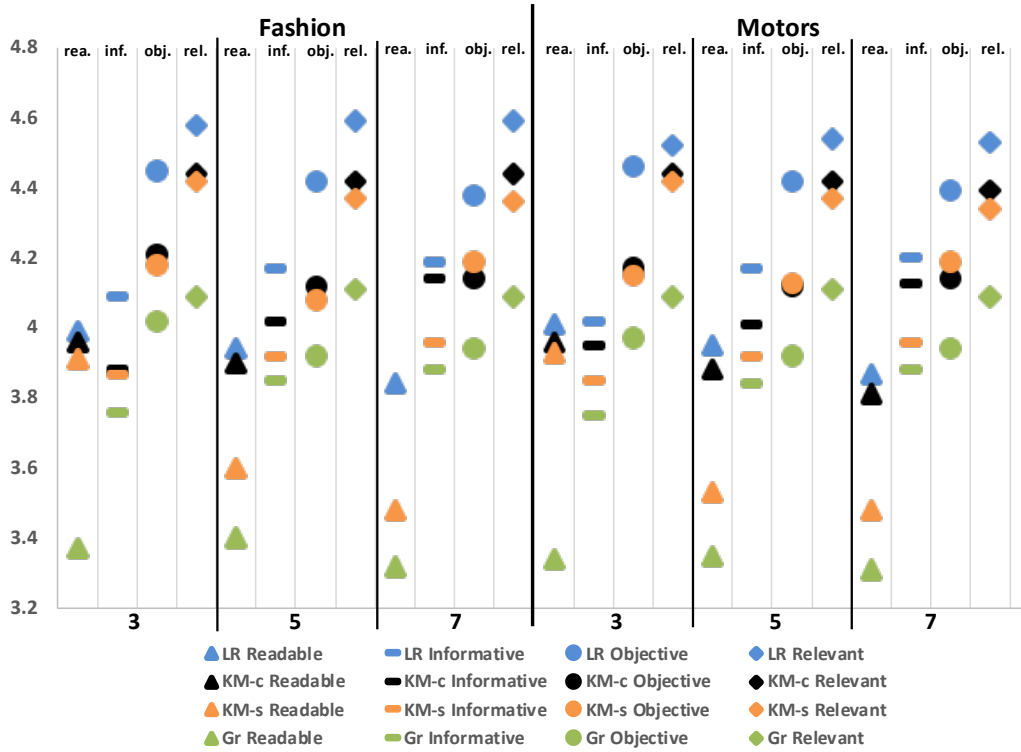 Fashion Motors
4.8 rea. inf. obj. rel. rea. inf. obj. rel. rea. inf. obj. rel. rea. inf. obj. rel. rea. inf. obj. rel. rea. inf. obj. rel.
4.6
4.4
4.2
4
3.8
3.6
3.4
3.2
3 5 7 3 5 7
LR Readable LR Informative LR Objective LR Relevant
KM-c Readable KM-c Informative KM-c Objective KM-c Relevant
KM-s Readable KM-s Informative KM-s Objective KM-s Relevant
Gr Readable Gr Informative Gr Objective Gr Relevant